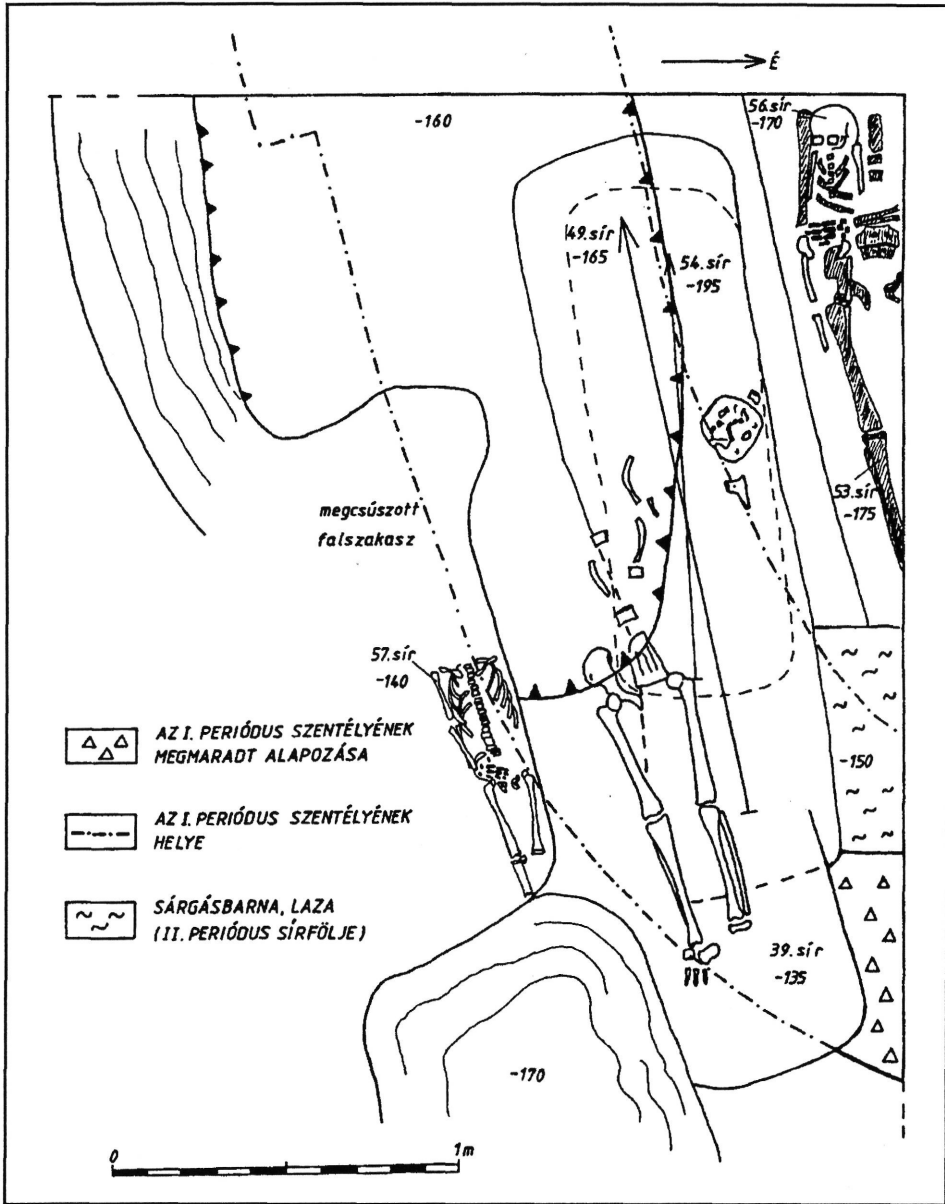 É
-160
56.sír
-170
49.sír
-165
54.sír
-195
53.sír
-175
megcsúszott
falszakasz
57.sír
-140
-150
AZ I. PERIÓDUS SZENTÉLYÉNEK
MEGMARADT ALAPOZÁSA
AZ I. PERIÓDUS SZENTÉLYÉNEK
HELYE
SÁRGÁSBARNA, LAZA
(II. PERIÓDUS SÍRFÖLJE)
39.sír
-135
-170
0
1m